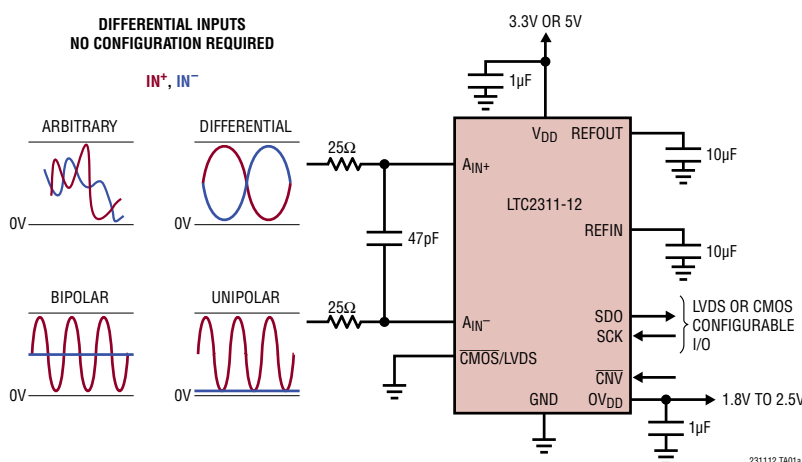 DIFFERENTIAL INPUTS
NO CONFIGURATION REQUIRED
IN+, IN−
ARBITRARY
DIFFERENTIAL
0V
0V
BIPOLAR
UNIPOLAR
0V
0V
25Ω
47pF
25Ω
3.3V OR 5V
1µF
VDD
REFOUT
10µF
AIN+
LTC2311-12
REFIN
10µF
AIN−
SDO
SCK
LVDS OR CMOS
CONFIGURABLE
I/O
CMOS/LVDS
CNV
GND
OVDD
1.8V TO 2.5V
1µF
231112 TA01a